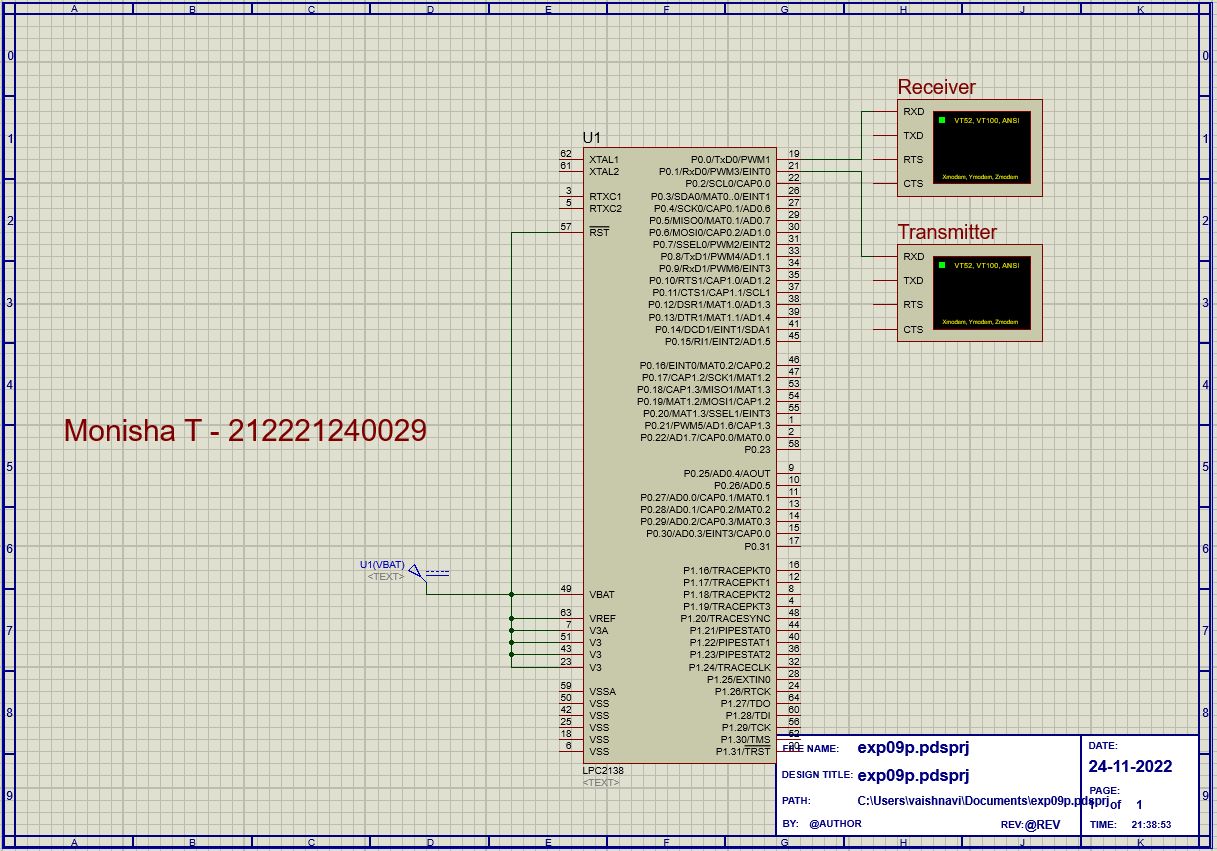 A B C D E F G H J K
0 0
1 1
2 2
3 3
4 4
5 5
6 6
7 7
8 8
9 9
Receiver
RXD
TXD
RTS
CTS
VT52, VT100, ANSI
Xmodem, Ymodem, Zmodem
Transmitter
RXD
TXD
RTS
CTS
VT52, VT100, ANSI
Xmodem, Ymodem, Zmodem
Monisha T - 212221240029
U1(VBAT)
<TEXT>
U1
62 XTAL1
61 XTAL2
3 RTXC1
5 RTXC2
57 RST
49 VBAT
63 VREF
7 V3A
51 V3
43 V3
23 V3
59 VSSA
50 VSS
42 VSS
25 VSS
18 VSS
6 VSS
P0.0/TxD0/PWM1 19
P0.1/RxD0/PWM3/EINT0 21
P0.2/SCL0/CAP0.0 22
P0.3/SDA0/MAT0..0/EINT1 26
P0.4/SCK0/CAP0.1/AD0.6 27
P0.5/MISO0/MAT0.1/AD0.7 29
P0.6/MOSI0/CAP0.2/AD1.0 30
P0.7/SSEL0/PWM2/EINT2 31
P0.8/TxD1/PWM4/AD1.1 33
P0.9/RxD1/PWM6/EINT3 34
P0.10/RTS1/CAP1.0/AD1.2 35
P0.11/CTS1/CAP1.1/SCL1 37
P0.12/DSR1/MAT1.0/AD1.3 38
P0.13/DTR1/MAT1.1/AD1.4 39
P0.14/DCD1/EINT1/SDA1 41
P0.15/RI1/EINT2/AD1.5 45
P0.16/EINT0/MAT0.2/CAP0.2 46
P0.17/CAP1.2/SCK1/MAT1.2 47
P0.18/CAP1.3/MISO1/MAT1.3 53
P0.19/MAT1.2/MOSI1/CAP1.2 54
P0.20/MAT1.3/SSEL1/EINT3 55
P0.21/PWM5/AD1.6/CAP1.3 1
P0.22/AD1.7/CAP0.0/MAT0.0 2
P0.23 58
P0.25/AD0.4/AOUT 9
P0.26/AD0.5 10
P0.27/AD0.0/CAP0.1/MAT0.1 11
P0.28/AD0.1/CAP0.2/MAT0.2 13
P0.29/AD0.2/CAP0.3/MAT0.3 14
P0.30/AD0.3/EINT3/CAP0.0 15
P0.31 17
P1.16/TRACEPKT0 16
P1.17/TRACEPKT1 12
P1.18/TRACEPKT2 8
P1.19/TRACEPKT3 4
P1.20/TRACESYNC 48
P1.21/PIPESTAT0 44
P1.22/PIPESTAT1 40
P1.23/PIPESTAT2 36
P1.24/TRACECLK 32
P1.25/EXTIN0 28
P1.26/RTCK 24
P1.27/TDO 64
P1.28/TDI 60
P1.29/TCK 56
P1.30/TMS 52
P1.31/TRST 20
LPC2138
<TEXT>
FILE NAME: exp09p.pdsprj
DESIGN TITLE: exp09p.pdsprj
PATH: C:\Users\vaishnavi\Documents\exp09p.pdsprj
BY: @AUTHOR REV:@REV
DATE:
24-11-2022
PAGE:
1 of 1
TIME: 21:38:53
A B C D E F G H J K